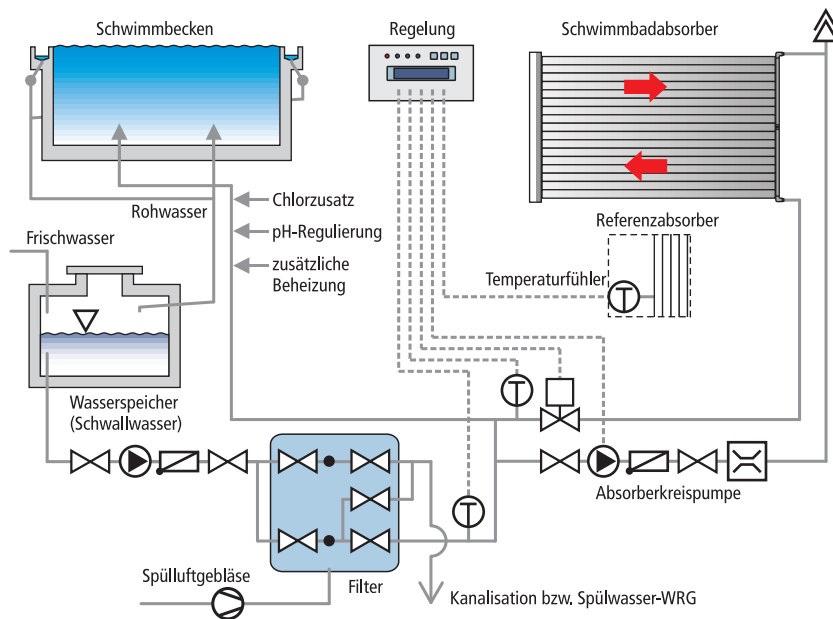 Schwimmbecken
Regelung
Schwimmbadabsorber
Rohwasser
Chlorzusatz
pH-Regulierung
zusätzliche
Beheizung
Frischwasser
Referenzabsorber
Temperaturfühler
T
T
T
Wasserspeicher
(Schwallwasser)
Absorberkreispumpe
Spülluftgebläse
Filter
Kanalisation bzw. Spülwasser-WRG